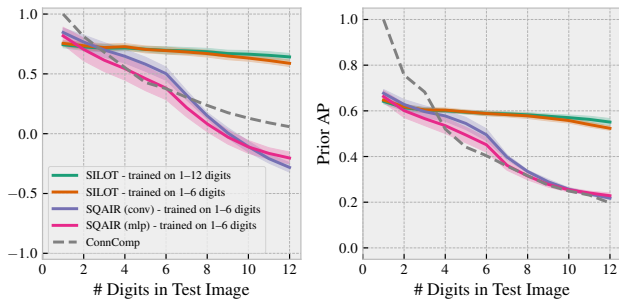 1.0
0.5
0.0
−0.5
−1.0
SILOT - trained on 1–12 digits
SILOT - trained on 1–6 digits
SQAIR (conv) - trained on 1–6 digits
SQAIR (mlp) - trained on 1–6 digits
ConnComp
0 2 4 6 8 10 12
# Digits in Test Image
Prior AP
1.0
0.8
0.6
0.4
0.2
0.0
0 2 4 6 8 10 12
# Digits in Test Image